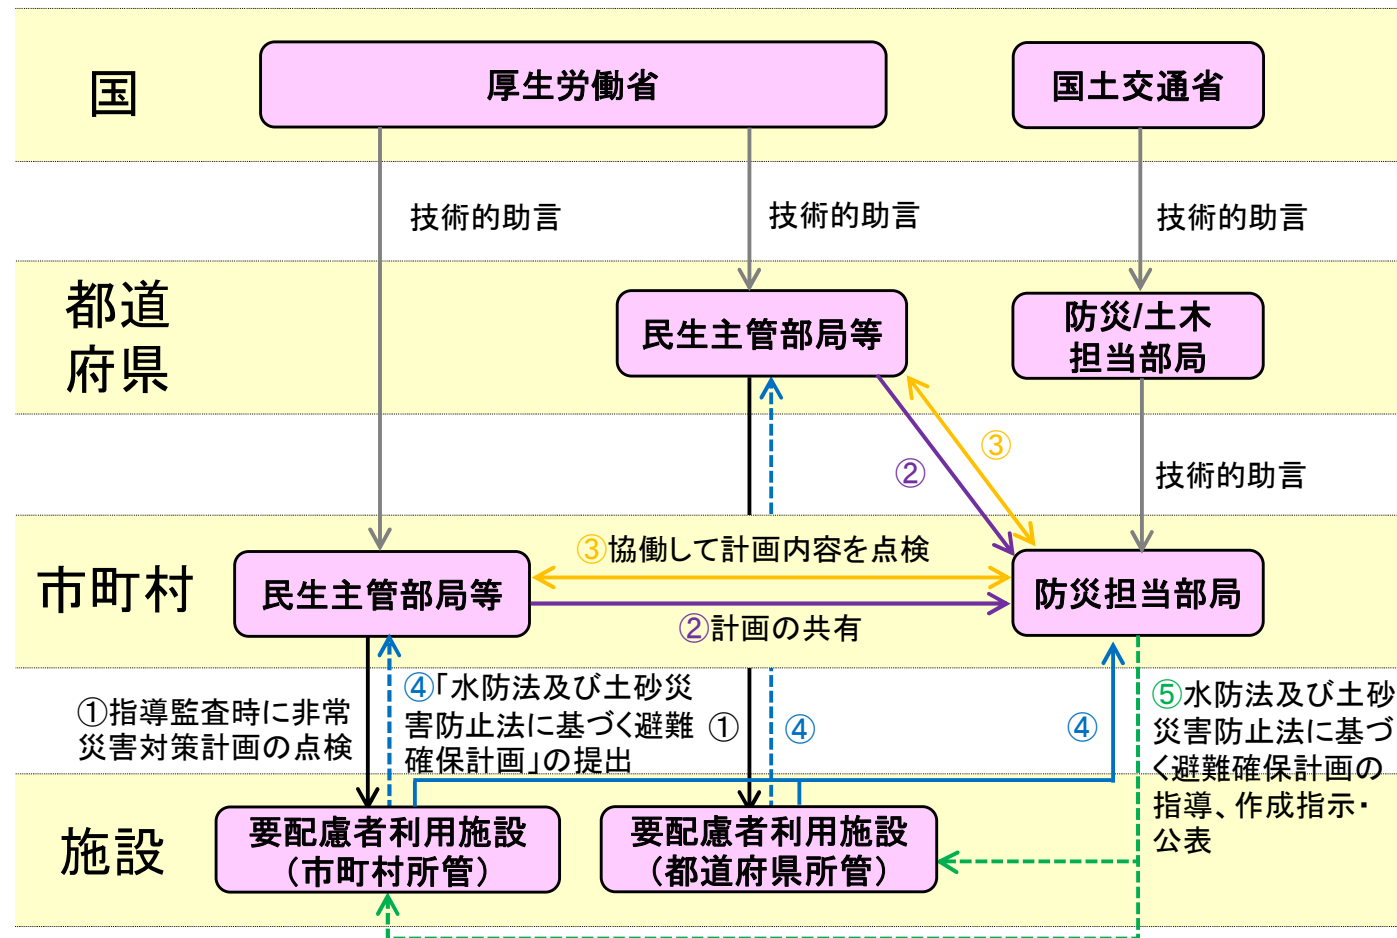 国
厚生労働省
国土交通省
技術的助言
技術的助言
技術的助言
都道
府県
民生主管部局等
防災/土木
担当部局
③
②
技術的助言
市町村
民生主管部局等
③協働して計画内容を点検
②計画の共有
防災担当部局
①指導監査時に非常
災害対策計画の点検
④「水防法及び土砂災
害防止法に基づく避難
確保計画」の提出
①
④
④
⑤水防法及び土砂
災害防止法に基づ
く避難確保計画の
指導、作成指示・
公表
施設
要配慮者利用施設
（市町村所管）
要配慮者利用施設
（都道府県所管）